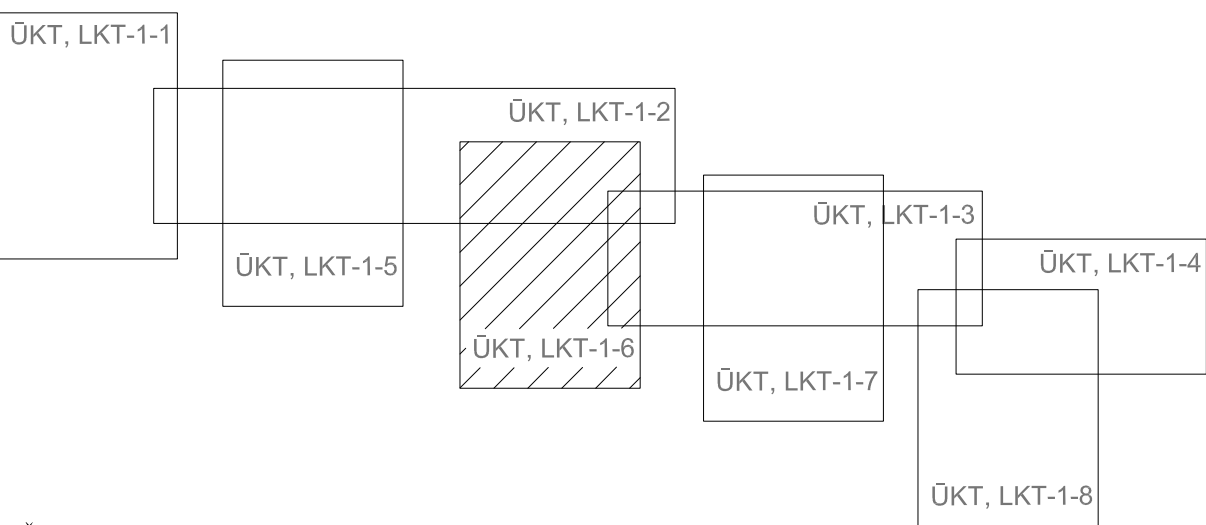 ŪKT, LKT-1-1
ŪKT, LKT-1-2
ŪKT, LKT-1-3
ŪKT, LKT-1-5
ŪKT, LKT-1-4
ŪKT, LKT-1-6
ŪKT, LKT-1-7
ŪKT, LKT-1-8